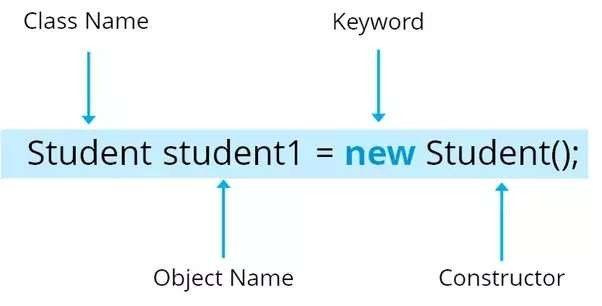 Class Name Keyword
Student student1 = new Student();
Object Name Constructor